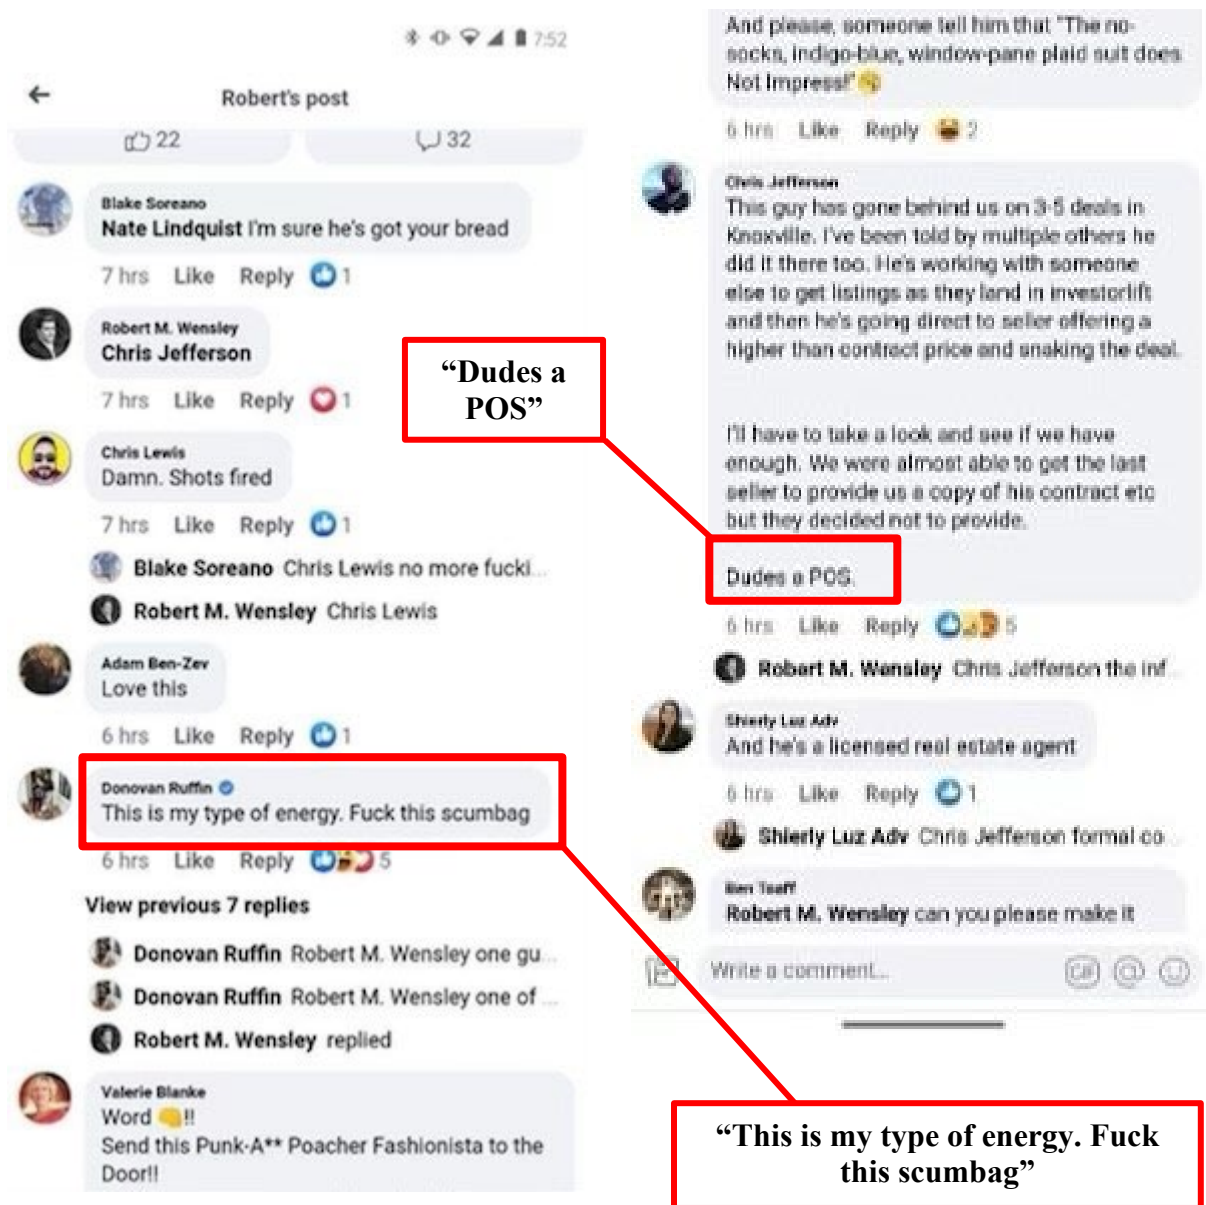 7:52
Robert's post
22
32
Blake Soreano
Nate Lindquist I'm sure he's got your bread
7 hrs Like Reply 1
Robert M. Wensley
Chris Jefferson
7 hrs Like Reply 1
Chris Lewis
Damn. Shots fired
7 hrs Like Reply 1
Blake Soreano Chris Lewis no more fucki...
Robert M. Wensley Chris Lewis
Adam Ben-Zev
Love this
6 hrs Like Reply 1
Donovan Ruffin
This is my type of energy. Fuck this scumbag
6 hrs Like Reply 5
View previous 7 replies
Donovan Ruffin Robert M. Wensley one gu...
Donovan Ruffin Robert M. Wensley one of ...
Robert M. Wensley replied
Valerie Blanke
Word 👊!!
Send this Punk-A** Poacher Fashionista to the
Door!!
“Dudes a
POS”
And please, someone tell him that "The no-
socks, indigo-blue, window-pane plaid suit does
Not Impress!"
6 hrs Like Reply 2
Chris Jefferson
This guy has gone behind us on 3-5 deals in
Knoxville. I've been told by multiple others he
did it there too. He's working with someone
else to get listings as they land in investorlift
and then he's going direct to seller offering a
higher than contract price and snaking the deal.
I'll have to take a look and see if we have
enough. We were almost able to get the last
seller to provide us a copy of his contract etc
but they decided not to provide.
Dudes a POS.
6 hrs Like Reply 5
Robert M. Wensley Chris Jefferson the inf...
Shierly Luz Adv
And he's a licensed real estate agent
6 hrs Like Reply 1
Shierly Luz Adv Chris Jefferson formal co...
Ben Tsaff
Robert M. Wensley can you please make it
Write a comment...
GIF
“This is my type of energy. Fuck
this scumbag”